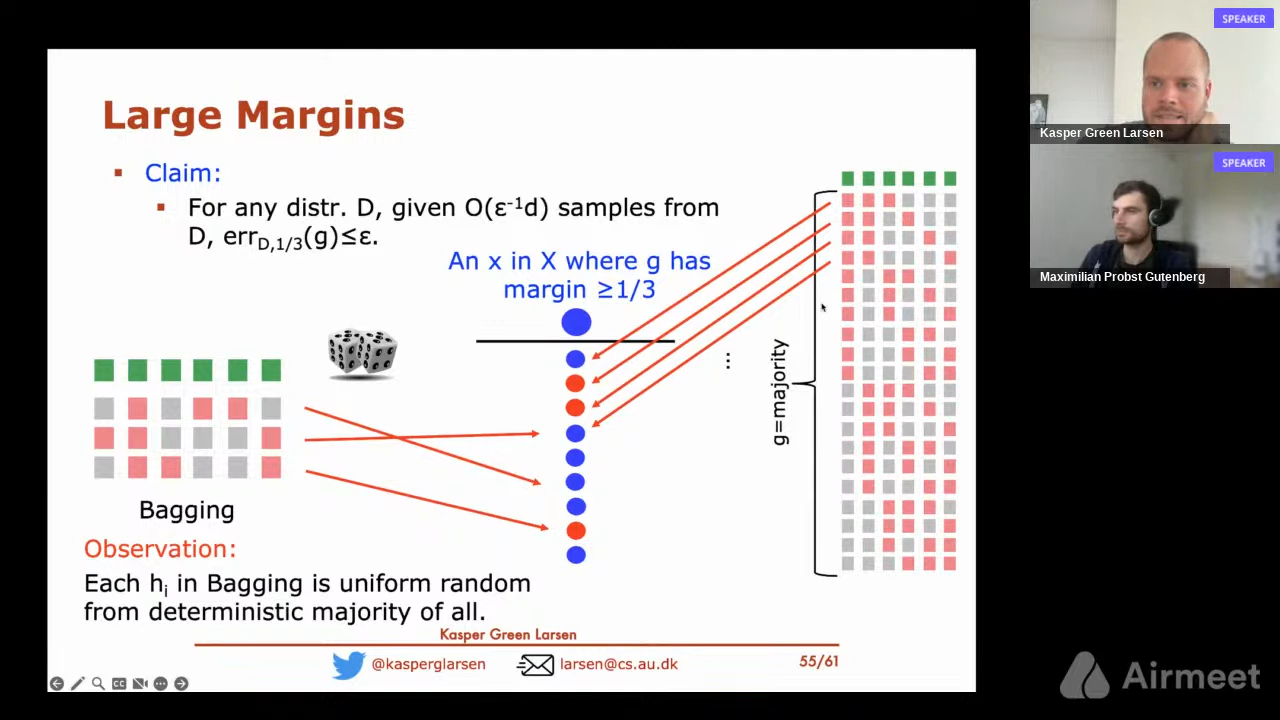 Large Margins
Claim:
For any distr. D, given O(ε⁻¹d) samples from
D, err_D,1/3(g)≤ε.
An x in X where g has
margin ≥1/3
g=majority
...
Bagging
Observation:
Each h_i in Bagging is uniform random
from deterministic majority of all.
Kasper Green Larsen
@kasperglarsen
larsen@cs.au.dk
55/61
CC
SPEAKER
Kasper Green Larsen
SPEAKER
Maximilian Probst Gutenberg
Airmeet